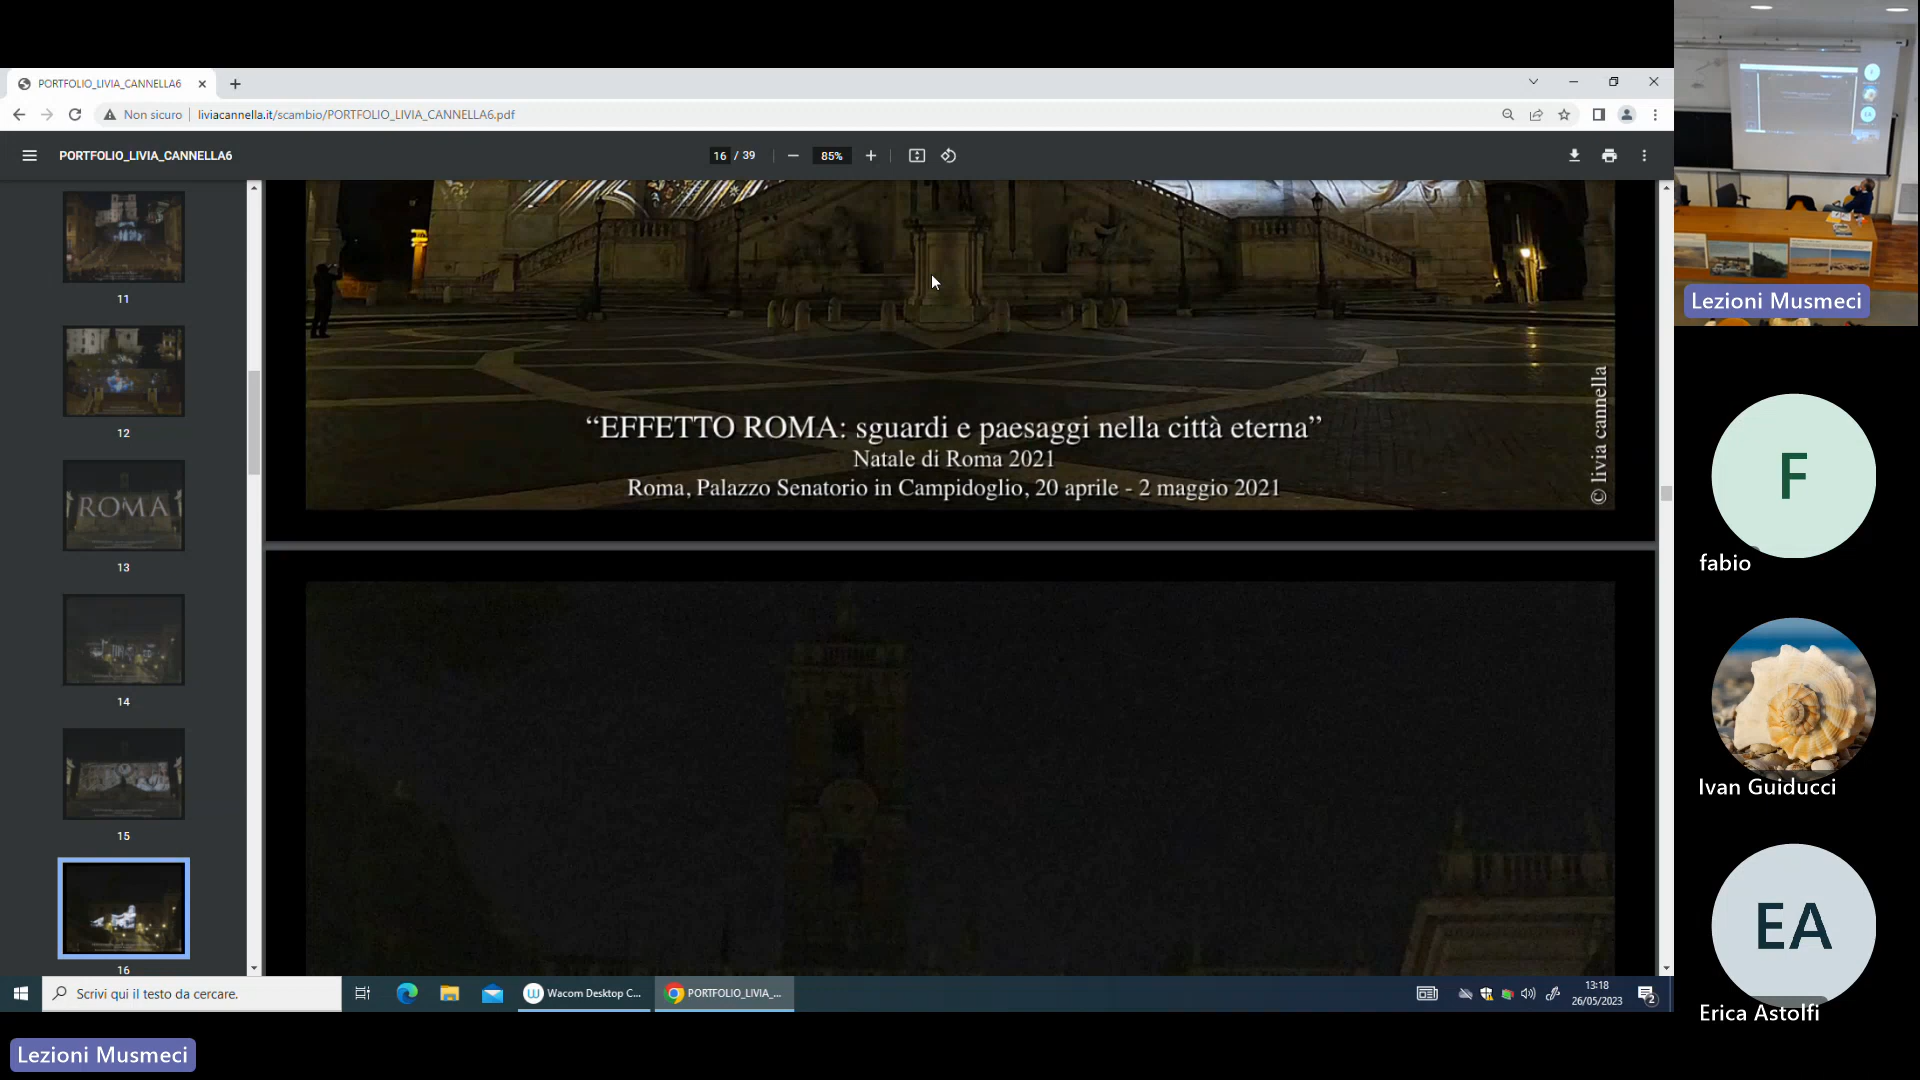 PORTFOLIO_LIVIA_CANNELLA6
Non sicuro
liviacannella.it/scambio/PORTFOLIO_LIVIA_CANNELLA6.pdf
PORTFOLIO_LIVIA_CANNELLA6
16 / 39
85%
11
12
ROMA
13
14
15
16
“EFFETTO ROMA: sguardi e paesaggi nella città eterna”
Natale di Roma 2021
Roma, Palazzo Senatorio in Campidoglio, 20 aprile - 2 maggio 2021
© livia cannella
Lezioni Musmeci
F
fabio
Ivan Guiducci
EA
Erica Astolfi
Scrivi qui il testo da cercare.
Wacom Desktop C...
PORTFOLIO_LIVIA_...
13:18
26/05/2023
2
Lezioni Musmeci